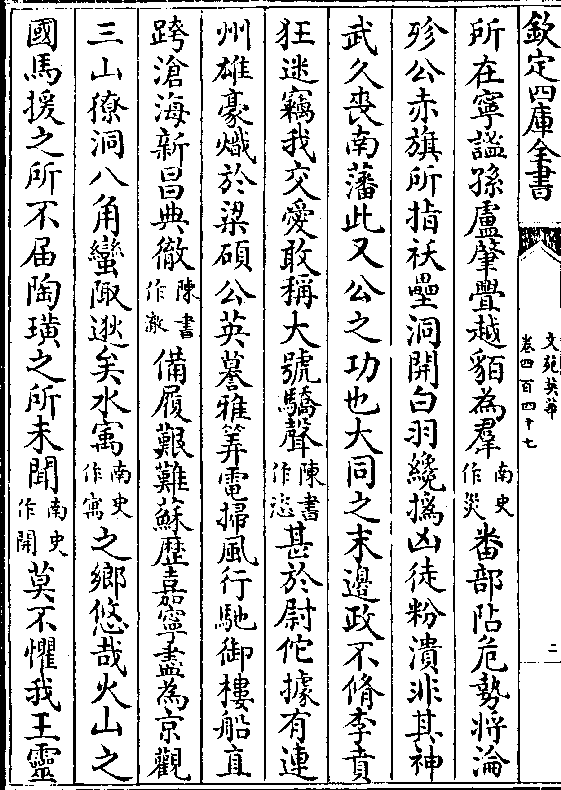 欽定四庫全書
文苑英華
卷四百四十七
二
所在寧謐孫盧肇亹越貊為羣南史作災番部阽危勢將淪
殄公赤旗所指祅壘洞開白羽纔撝凶徒粉潰非其神
武久喪南藩此又公之功也大同之末邊政不脩李賁
狂迷竊我交愛敢稱大號驕聲陳書作恣甚於尉佗據有連
州雄豪熾於梁碩公英謩雅筭電掃風行馳御樓船直
跨滄海新昌典徹陳書作澈備履艱難蘇歴嘉寧盡為京觀
三山獠洞八角蠻陬逖矣水寓南史作寓之鄉悠哉火山之
國馬援之所不届陶璜之所未聞南史作開莫不懼我王靈